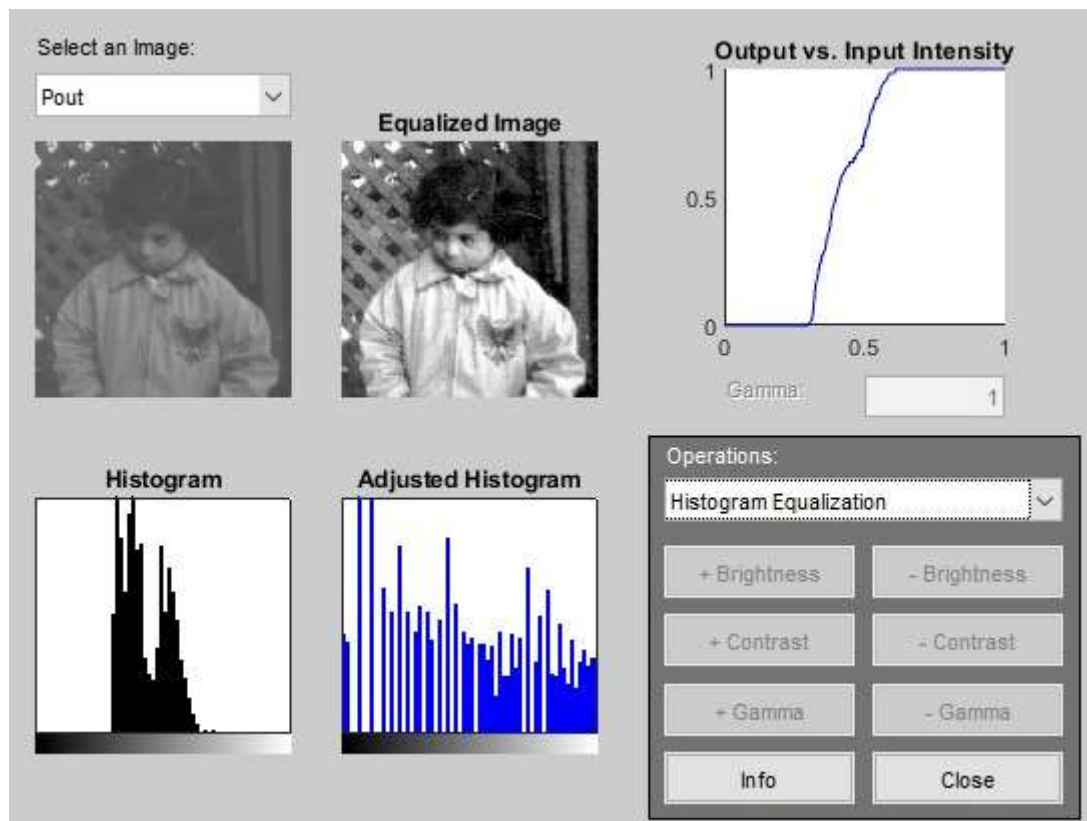 Select an Image:
Pout
Equalized Image
Output vs. Input Intensity
1
0.5
0
0
0.5
1
Gamma:
1
Histogram
Adjusted Histogram
Operations:
Histogram Equalization
+ Brightness
- Brightness
+ Contrast
- Contrast
+ Gamma
- Gamma
Info
Close